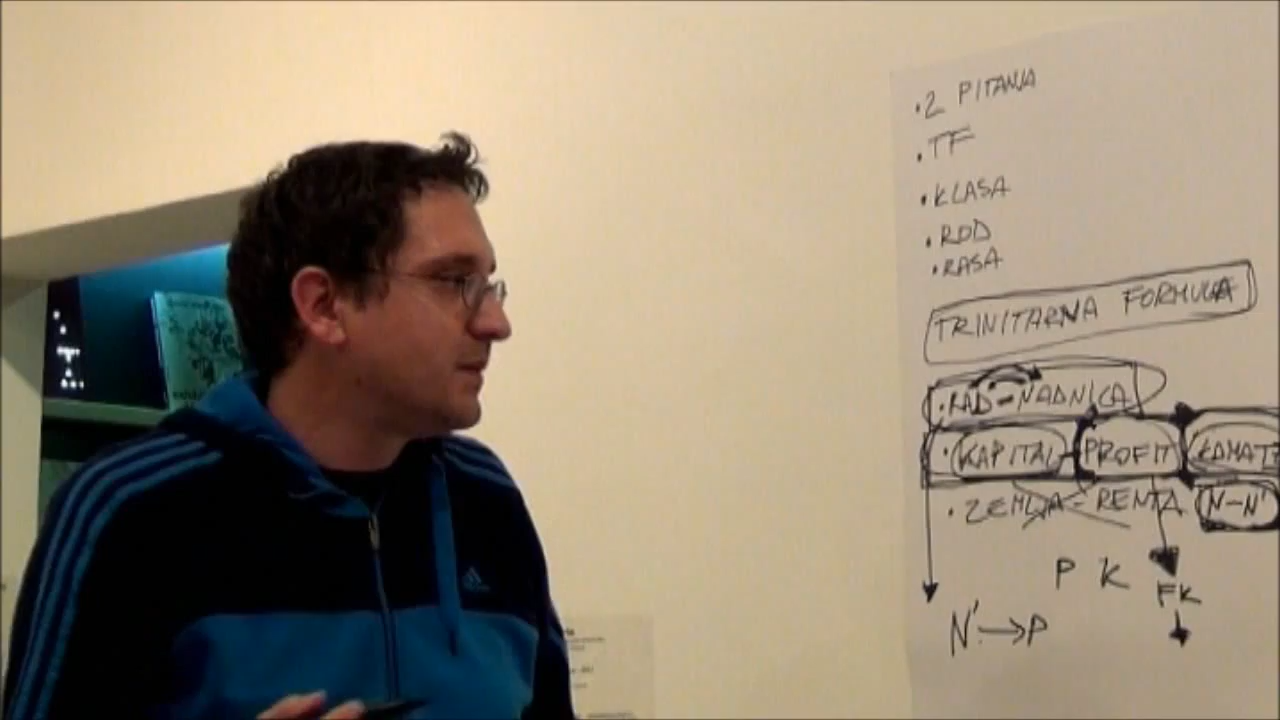 • 2 PITANJA
• TF
• KLASA
• ROD
• RASA
TRINITARNA FORMULA
• RAD – NADNICA
• KAPITAL – PROFIT KAMAT
• ZEMLJA – RENTA N–N'
P K FK
N' → P